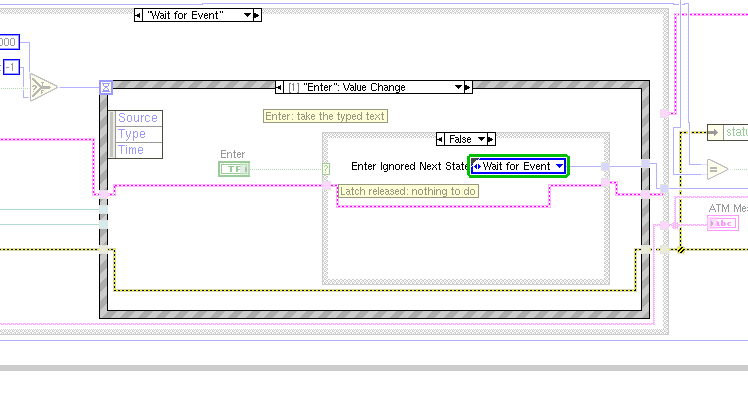 "Wait for Event"
000
-1
[1] "Enter": Value Change
Source
Type
Time
Enter: take the typed text
False
Enter
TF
?
Enter Ignored Next State
Wait for Event
Latch released: nothing to do
statu
=
ATM Me
abc